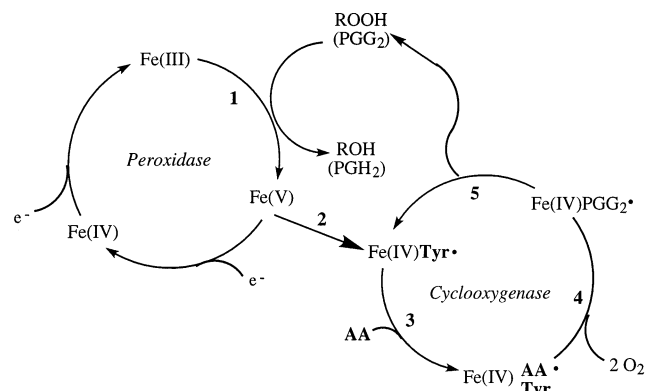 ROOH
(PGG2)
Fe(III)
1
ROH
(PGH2)
Peroxidase
5
Fe(V)
Fe(IV)PGG2•
2
e-
Fe(IV)
Fe(IV)Tyr•
e-
Cyclooxygenase
4
3
AA
2 O2
Fe(IV) AA •
Tyr